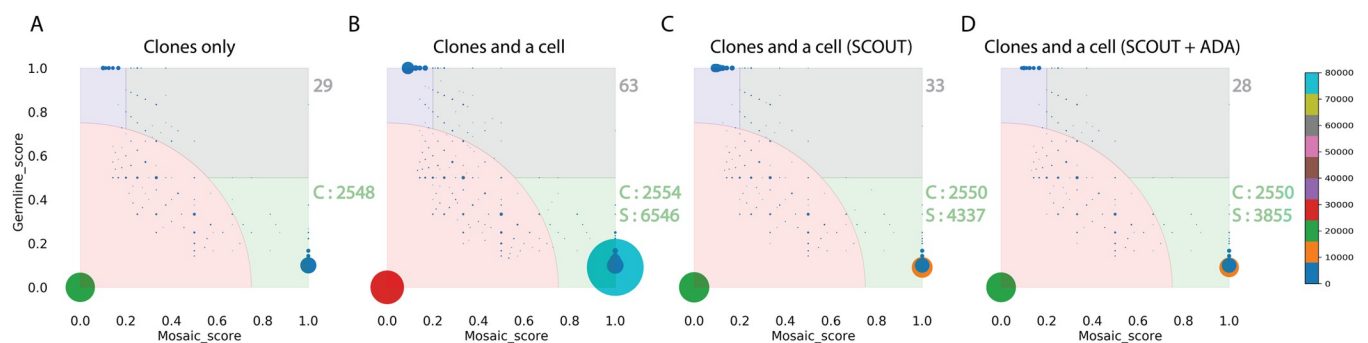 A
Clones only
B
Clones and a cell
C
Clones and a cell (SCOUT)
D
Clones and a cell (SCOUT + ADA)
Germline_score
1.0
0.8
0.6
0.4
0.2
0.0
29
C : 2548
0.0 0.2 0.4 0.6 0.8 1.0
Mosaic_score
63
C : 2554
S : 6546
0.0 0.2 0.4 0.6 0.8 1.0
Mosaic_score
33
C : 2550
S : 4337
0.0 0.2 0.4 0.6 0.8 1.0
Mosaic_score
28
C : 2550
S : 3855
0.0 0.2 0.4 0.6 0.8 1.0
Mosaic_score
80000
70000
60000
50000
40000
30000
20000
10000
0